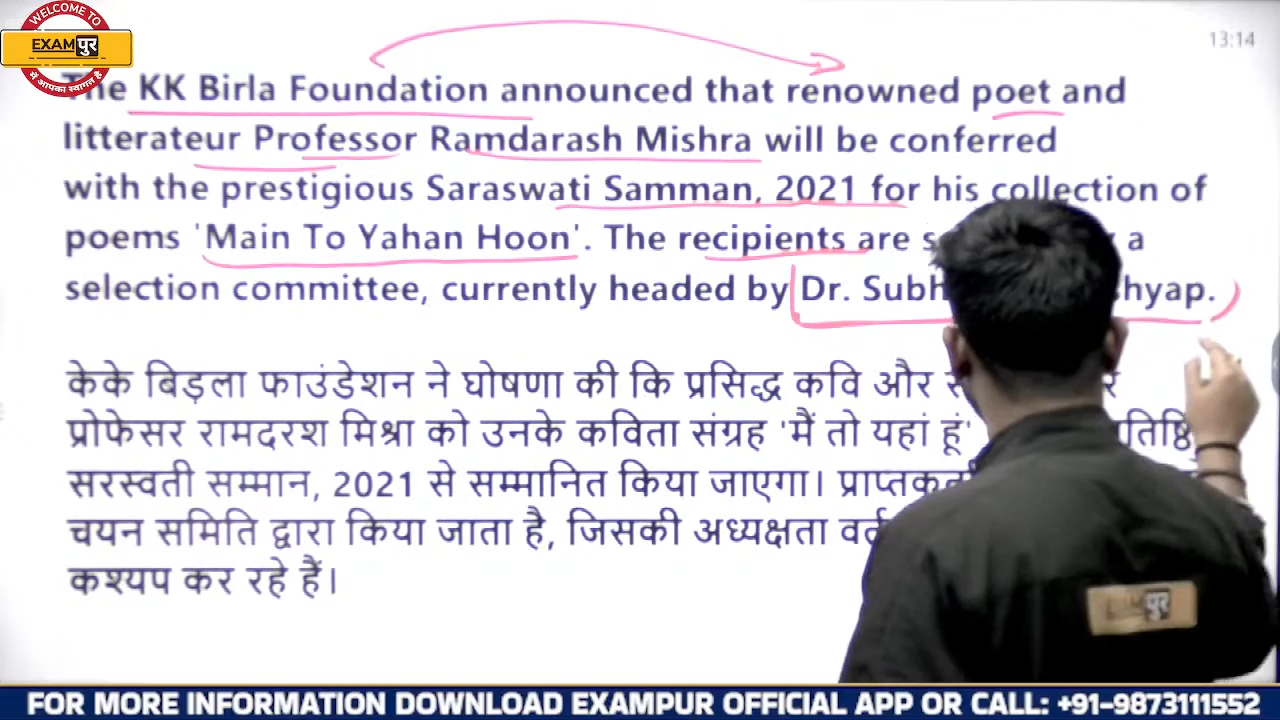 WELCOME TO
EXAMपुर
में आपका स्वागत है
13:14
The KK Birla Foundation announced that renowned poet and
litterateur Professor Ramdarash Mishra will be conferred
with the prestigious Saraswati Samman, 2021 for his collection of
poems 'Main To Yahan Hoon'. The recipients are a
selection committee, currently headed by Dr.
केके बिड़ला फाउंडेशन ने घोषणा की कि प्रसिद्ध कवि और
प्रोफेसर रामदरश मिश्रा को उनके कविता संग्रह 'मैं तो यहां हूं'
सरस्वती सम्मान, 2021 से सम्मानित किया जाएगा।
चयन समिति द्वारा किया जाता है, जिसकी अध्यक्षता
कश्यप कर रहे हैं।
पुर
FOR MORE INFORMATION DOWNLOAD EXAMPUR OFFICIAL APP OR CALL: +91-9873111552